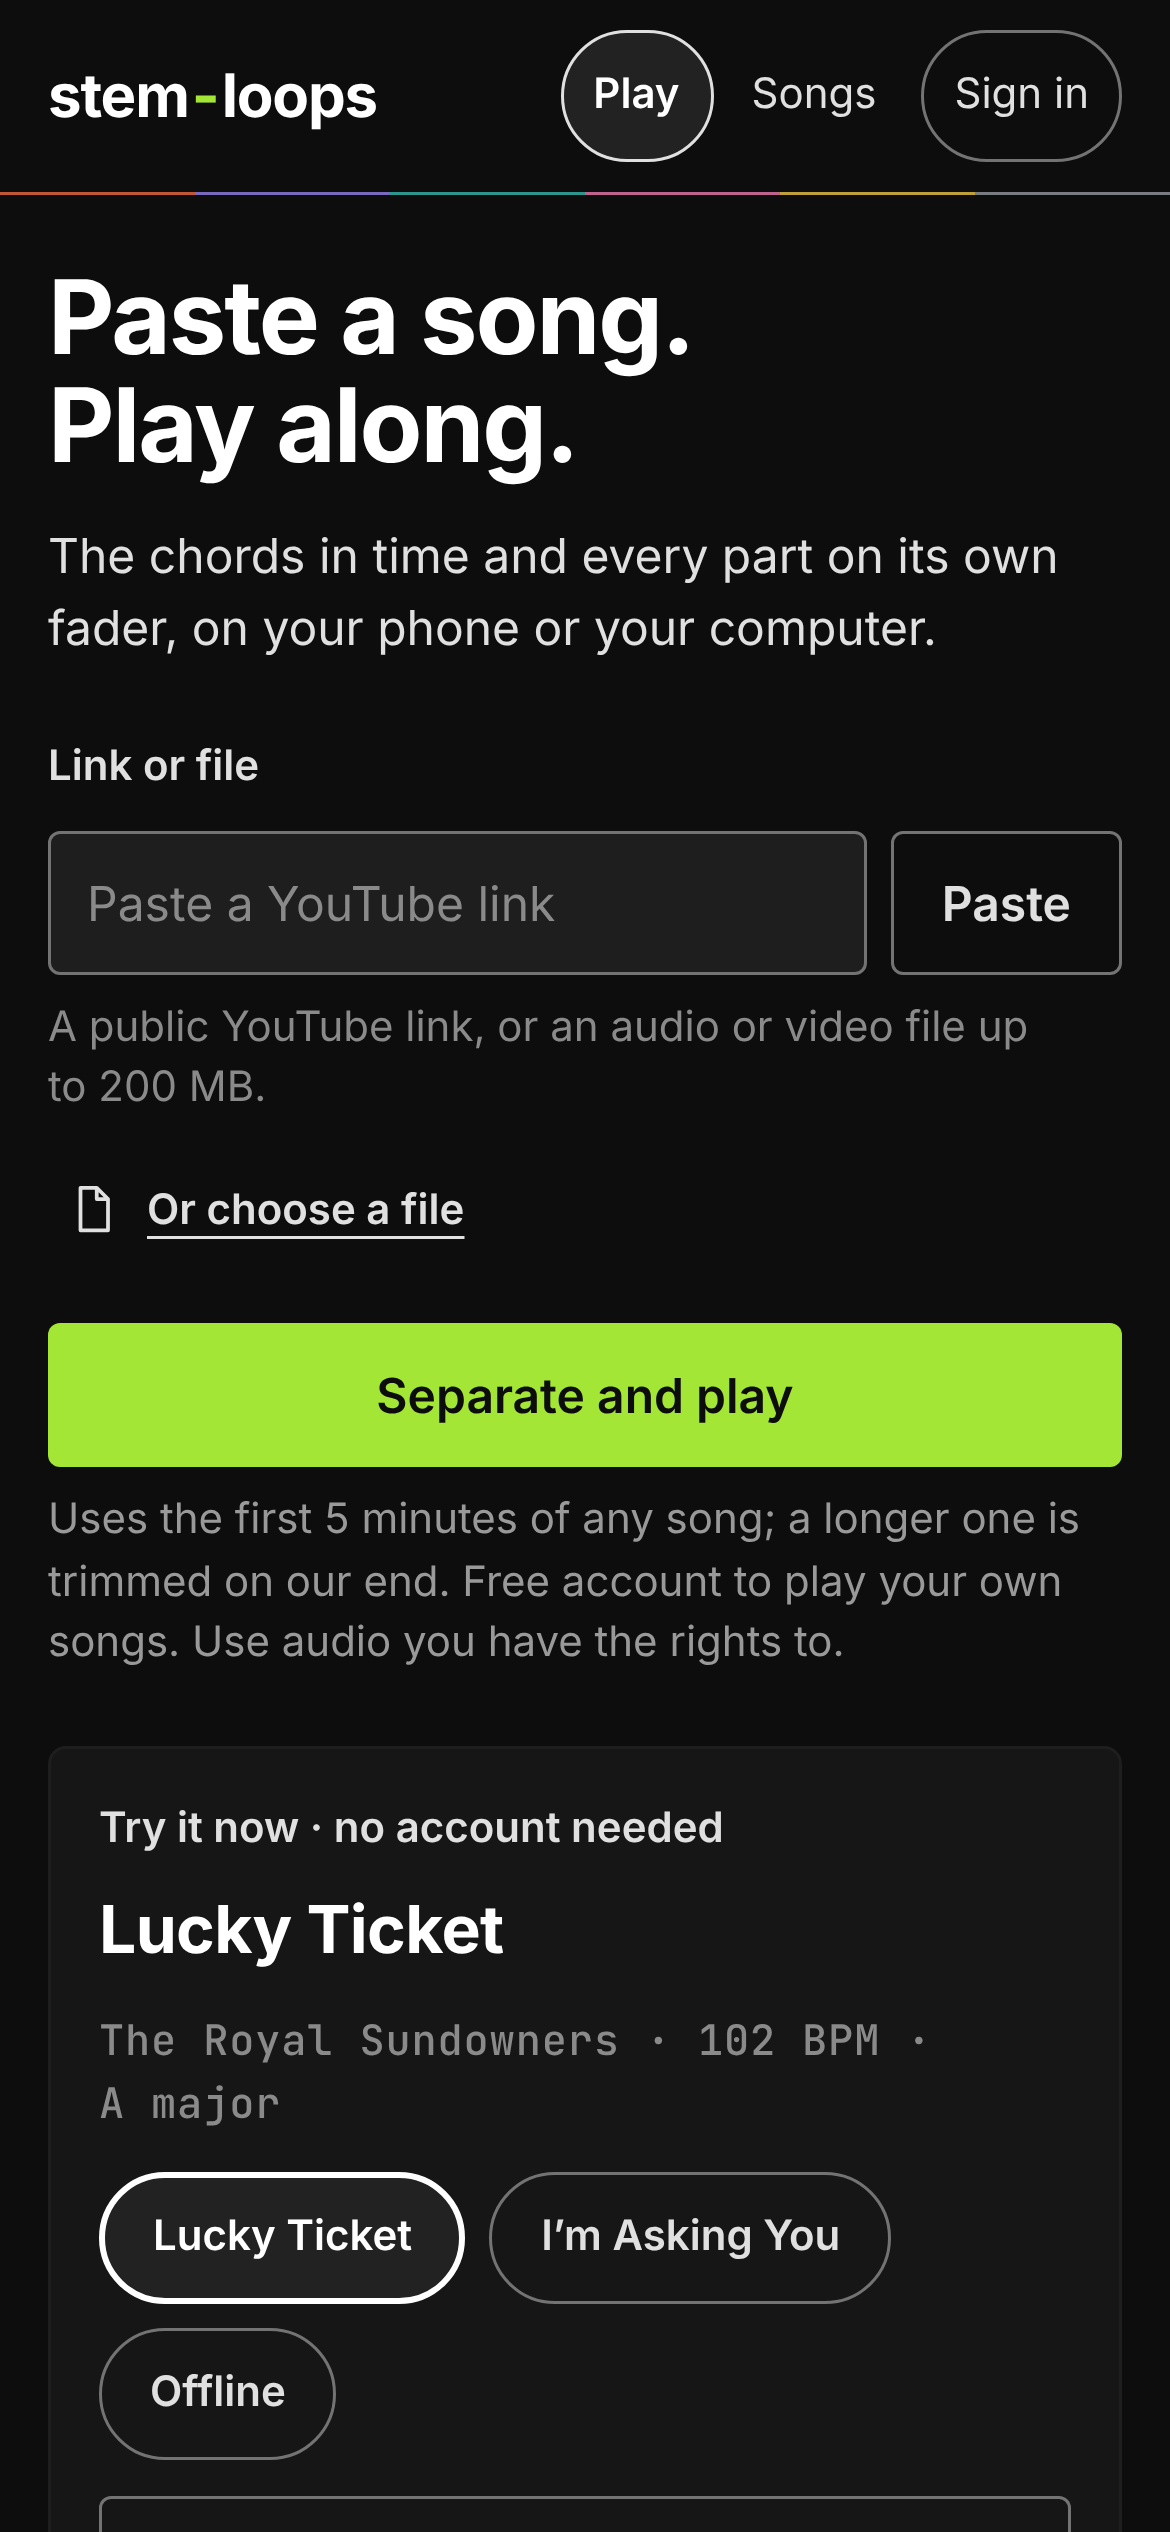 stem-loops
Play
Songs
Sign in
Paste a song.
Play along.
The chords in time and every part on its own
fader, on your phone or your computer.
Link or file
Paste a YouTube link
Paste
A public YouTube link, or an audio or video file up
to 200 MB.
Or choose a file
Separate and play
Uses the first 5 minutes of any song; a longer one is
trimmed on our end. Free account to play your own
songs. Use audio you have the rights to.
Try it now · no account needed
Lucky Ticket
The Royal Sundowners · 102 BPM ·
A major
Lucky Ticket
I’m Asking You
Offline